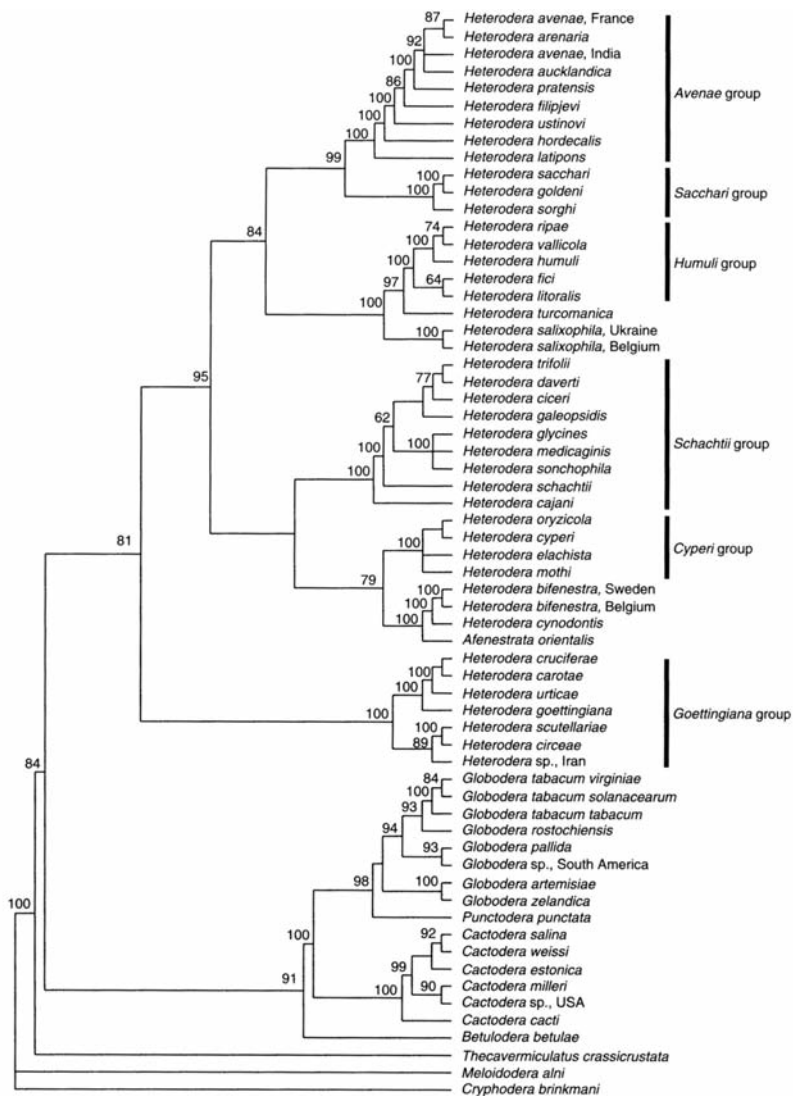 87 Heterodera avenae, France
Heterodera arenaria
92 Heterodera avenae, India
100 Heterodera aucklandica
86 Heterodera pratensis
100 Heterodera filipjevi
100 Heterodera ustinovi
100 Heterodera hordecalis
99 Heterodera latipons
Avenae group
100 Heterodera sacchari
100 Heterodera goldeni
Heterodera sorghi
Sacchari group
84
74 Heterodera ripae
100 Heterodera vallicola
100 Heterodera humuli
97 64 Heterodera fici
Heterodera litoralis
Humuli group
100 Heterodera turcomanica
100 Heterodera salixophila, Ukraine
Heterodera salixophila, Belgium
95
Heterodera trifolii
77 Heterodera daverti
Heterodera ciceri
62 Heterodera galeopsidis
Heterodera glycines
100 100 Heterodera medicaginis
Heterodera sonchophila
100 Heterodera schachtii
Heterodera cajani
Schachtii group
81
Heterodera oryzicola
100 Heterodera cyperi
Heterodera elachista
79 Heterodera mothi
Cyperi group
100 Heterodera bifenestra, Sweden
100 Heterodera bifenestra, Belgium
100 Heterodera cynodontis
Afenestrata orientalis
Heterodera cruciferae
100 Heterodera carotae
100 Heterodera urticae
100 Heterodera goettingiana
100 Heterodera scutellariae
89 Heterodera circeae
Heterodera sp., Iran
Goettingiana group
84
84 Globodera tabacum virginiae
100 Globodera tabacum solanacearum
93 Globodera tabacum tabacum
94 Globodera rostochiensis
93 Globodera pallida
Globodera sp., South America
98 100 Globodera artemisiae
Globodera zelandica
Punctodera punctata
100
92 Cactodera salina
Cactodera weissi
99 Cactodera estonica
91 100 90 Cactodera milleri
Cactodera sp., USA
Cactodera cacti
Betulodera betulae
100
Thecavermiculatus crassicrustata
Meloidodera alni
Cryphodera brinkmani